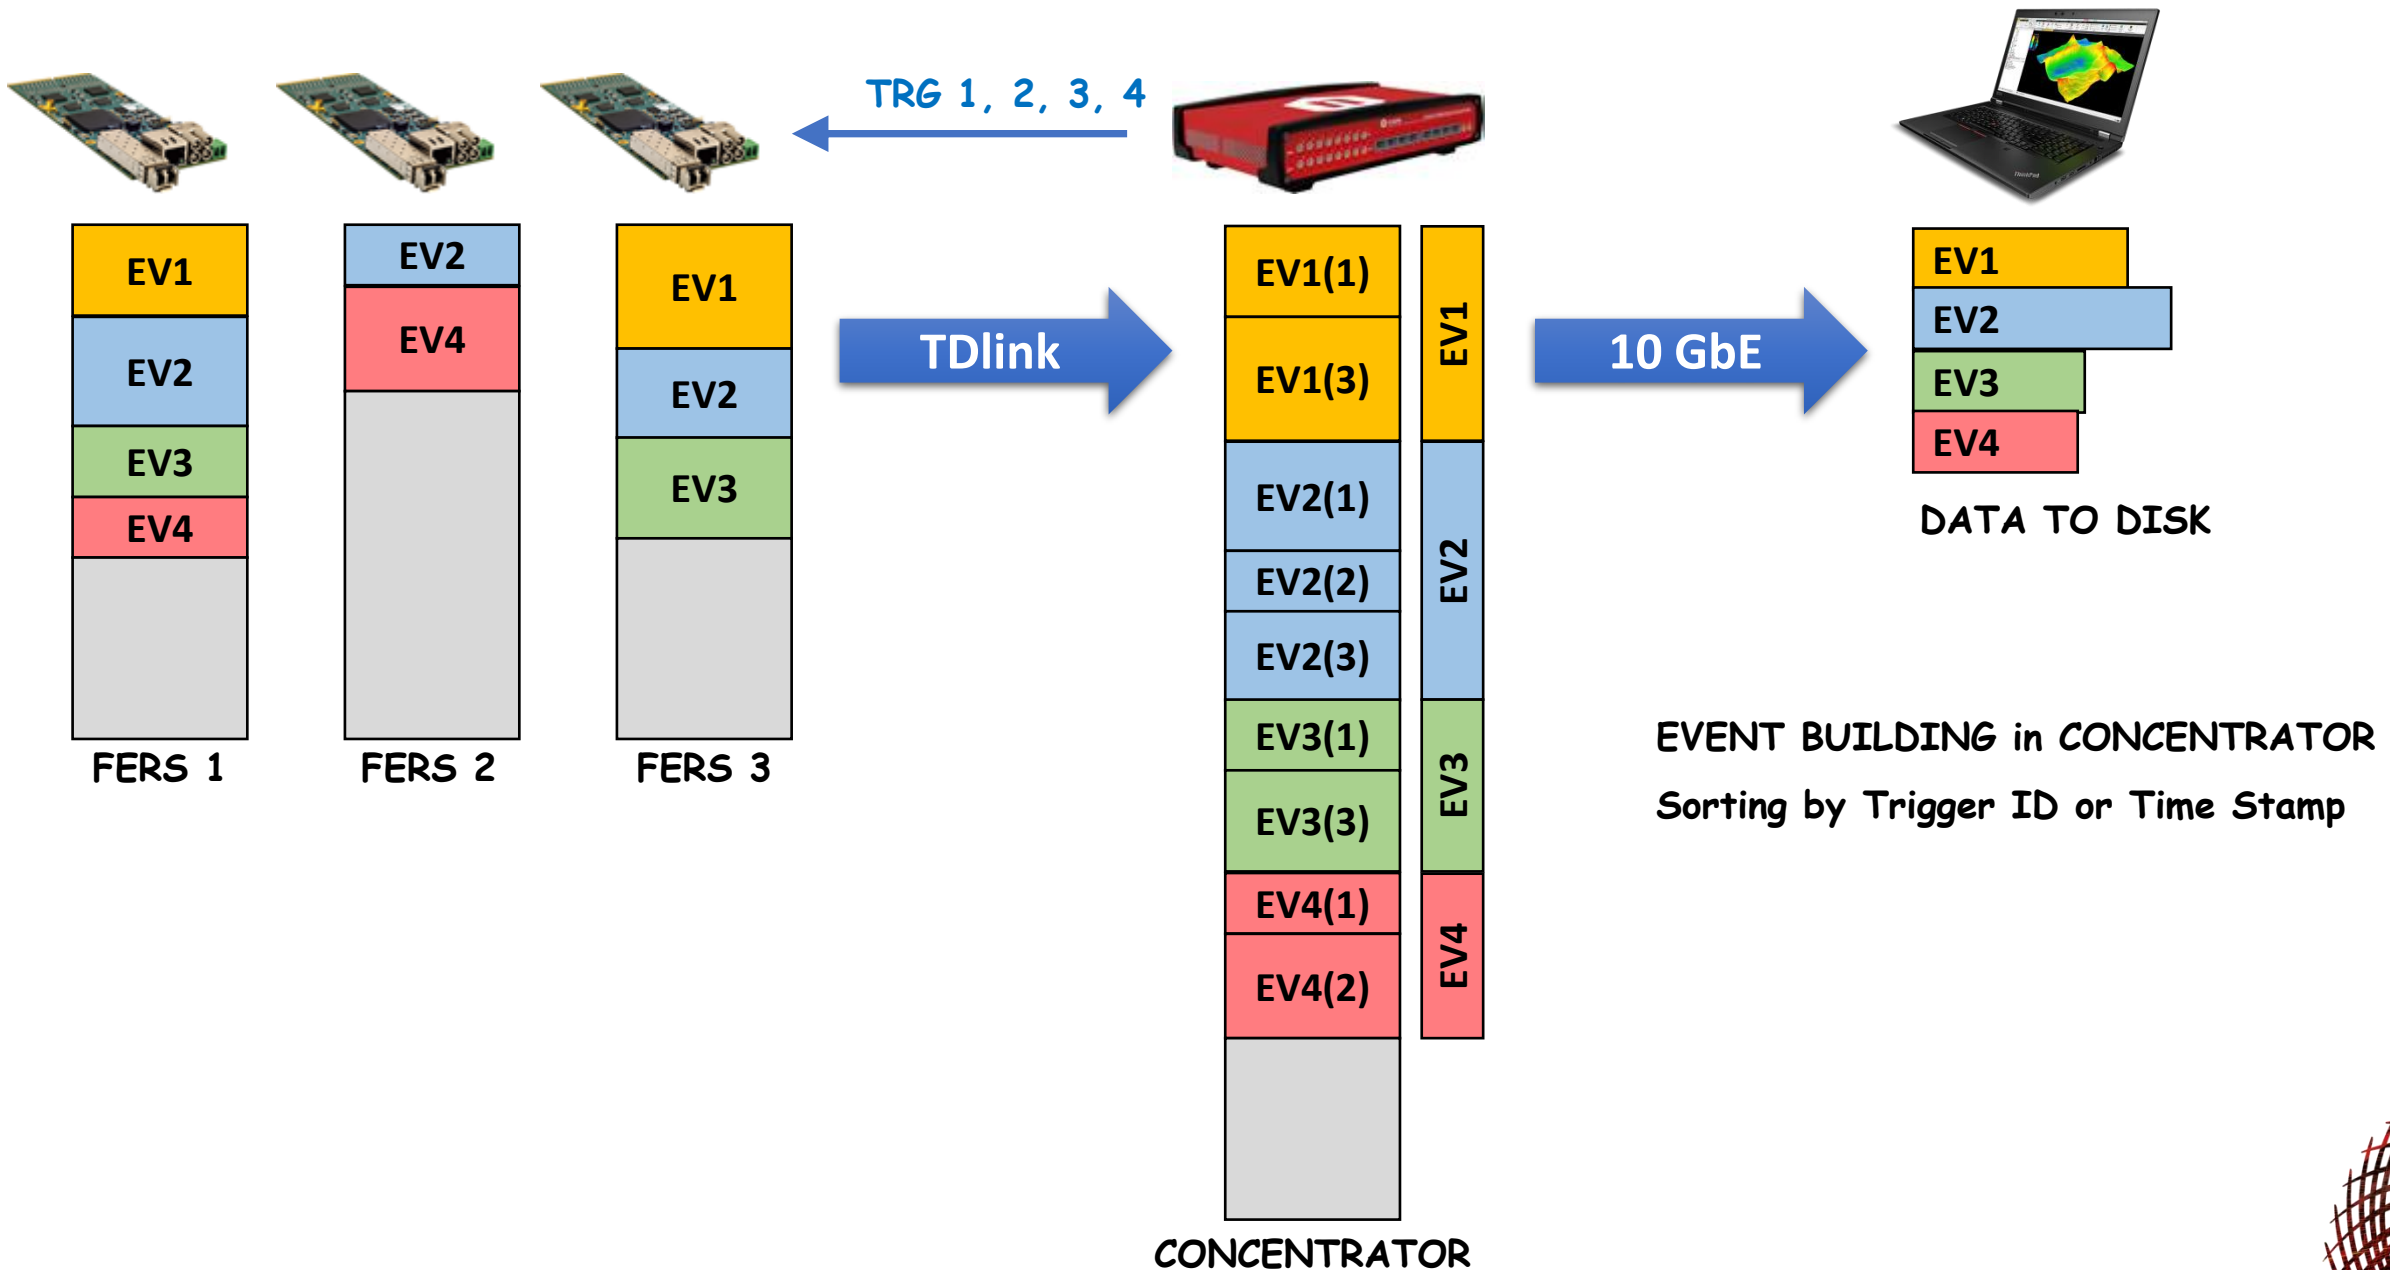 TRG 1, 2, 3, 4
EV1
EV2
EV3
EV4
FERS 1
EV2
EV4
FERS 2
EV1
EV2
EV3
FERS 3
TDlink
EV1(1)
EV1(3)
EV2(1)
EV2(2)
EV2(3)
EV3(1)
EV3(3)
EV4(1)
EV4(2)
EV1
EV2
EV3
EV4
CONCENTRATOR
10 GbE
EV1
EV2
EV3
EV4
DATA TO DISK
EVENT BUILDING in CONCENTRATOR
Sorting by Trigger ID or Time Stamp